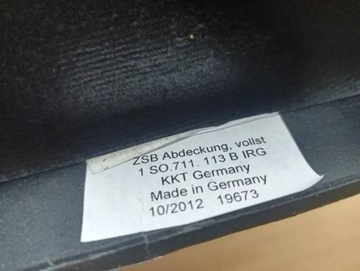 ZSB Abdeckung, vollst
1 SO.711. 113 B IRG
KKT Germany
Made in Germany
10/2012 19673